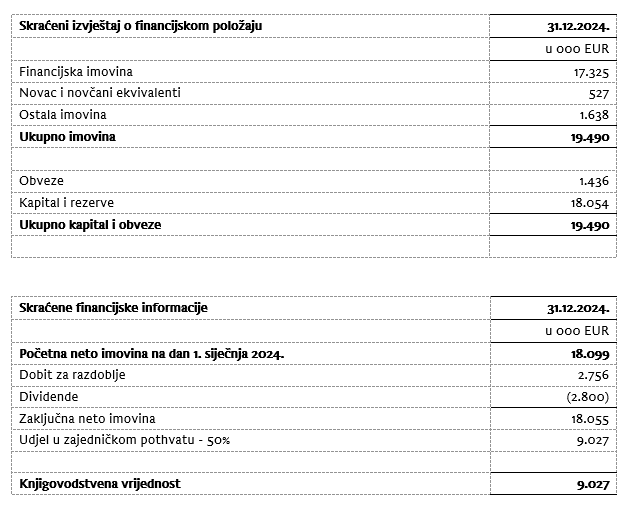 Skraćeni izvještaj o financijskom položaju 31.12.2024.
u 000 EUR
Financijska imovina 17.325
Novac i novčani ekvivalenti 527
Ostala imovina 1.638
Ukupno imovina 19.490
Obveze 1.436
Kapital i rezerve 18.054
Ukupno kapital i obveze 19.490
Skraćene financijske informacije 31.12.2024.
u 000 EUR
Početna neto imovina na dan 1. siječnja 2024. 18.099
Dobit za razdoblje 2.756
Dividende (2.800)
Zaključna neto imovina 18.055
Udjel u zajedničkom pothvatu - 50% 9.027
Knjigovodstvena vrijednost 9.027